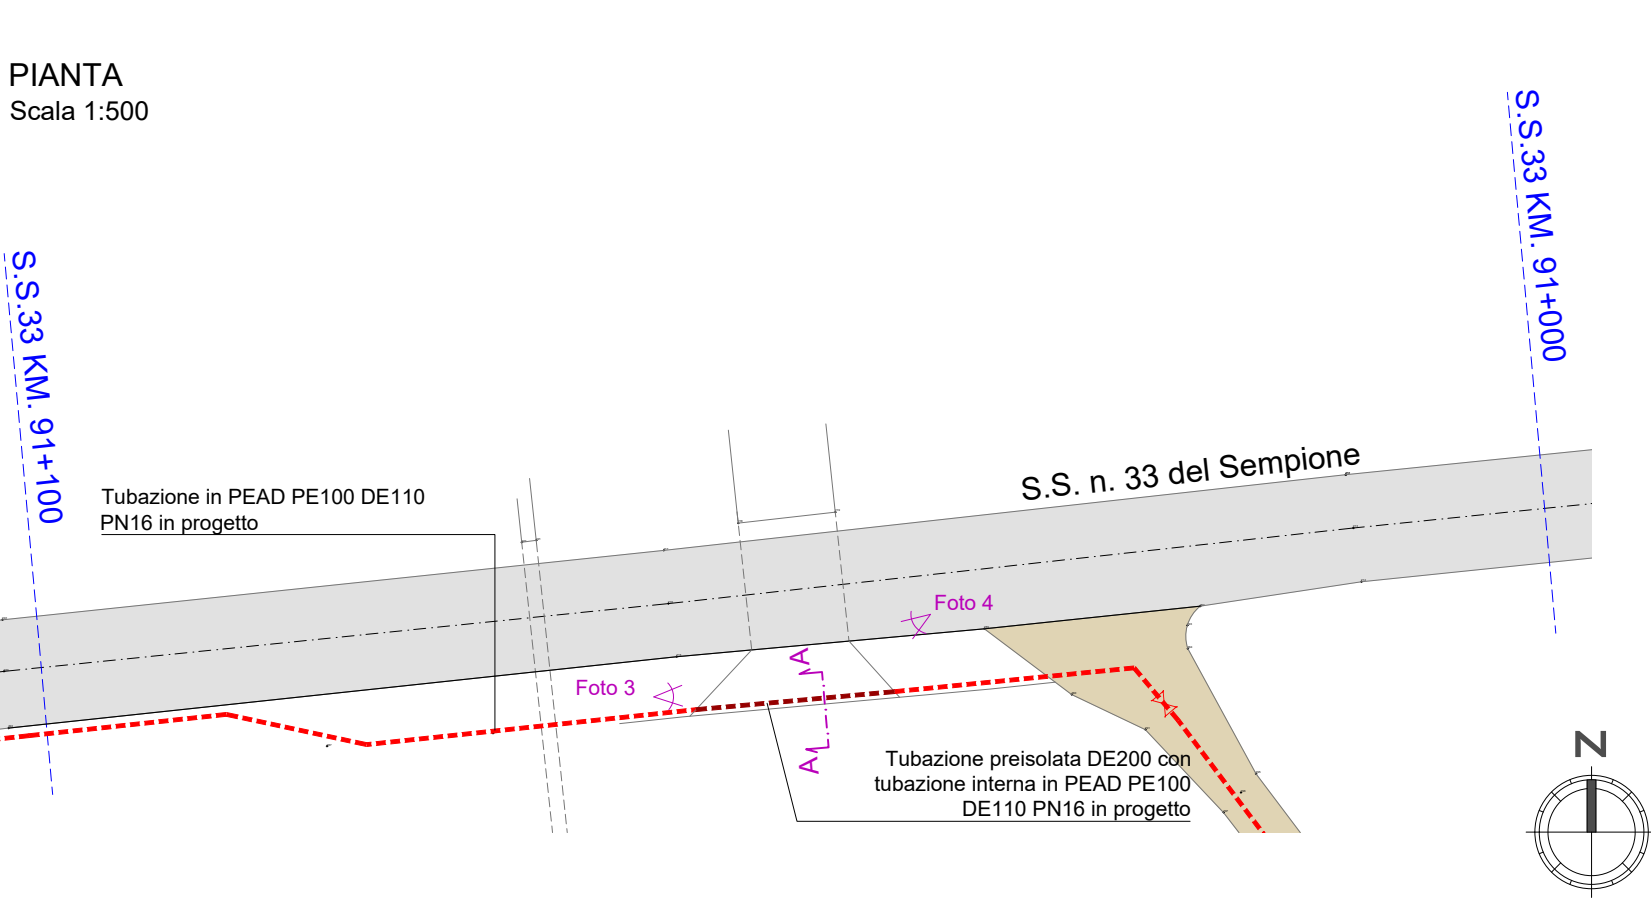 PIANTA
Scala 1:500
S.S.33 KM. 91+100
S.S.33 KM. 91+000
Tubazione in PEAD PE100 DE110
PN16 in progetto
S.S. n. 33 del Sempione
Foto 4
Foto 3
A
A
Tubazione preisolata DE200 con
tubazione interna in PEAD PE100
DE110 PN16 in progetto
N